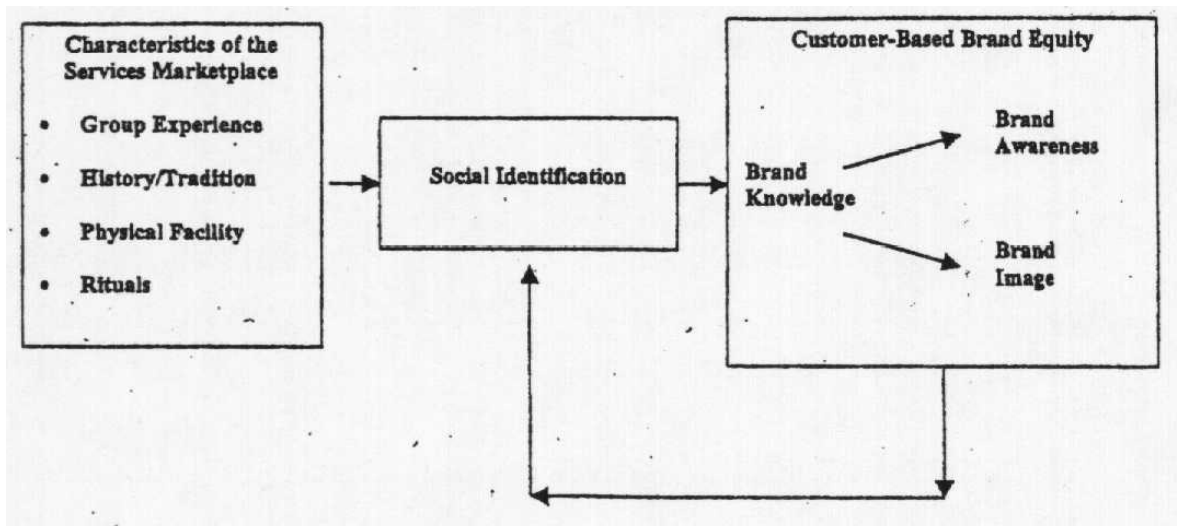 Characteristics of the
Services Marketplace
• Group Experience
• History/Tradition
• Physical Facility
• Rituals
Social Identification
Customer-Based Brand Equity
Brand
Knowledge
Brand
Awareness
Brand
Image